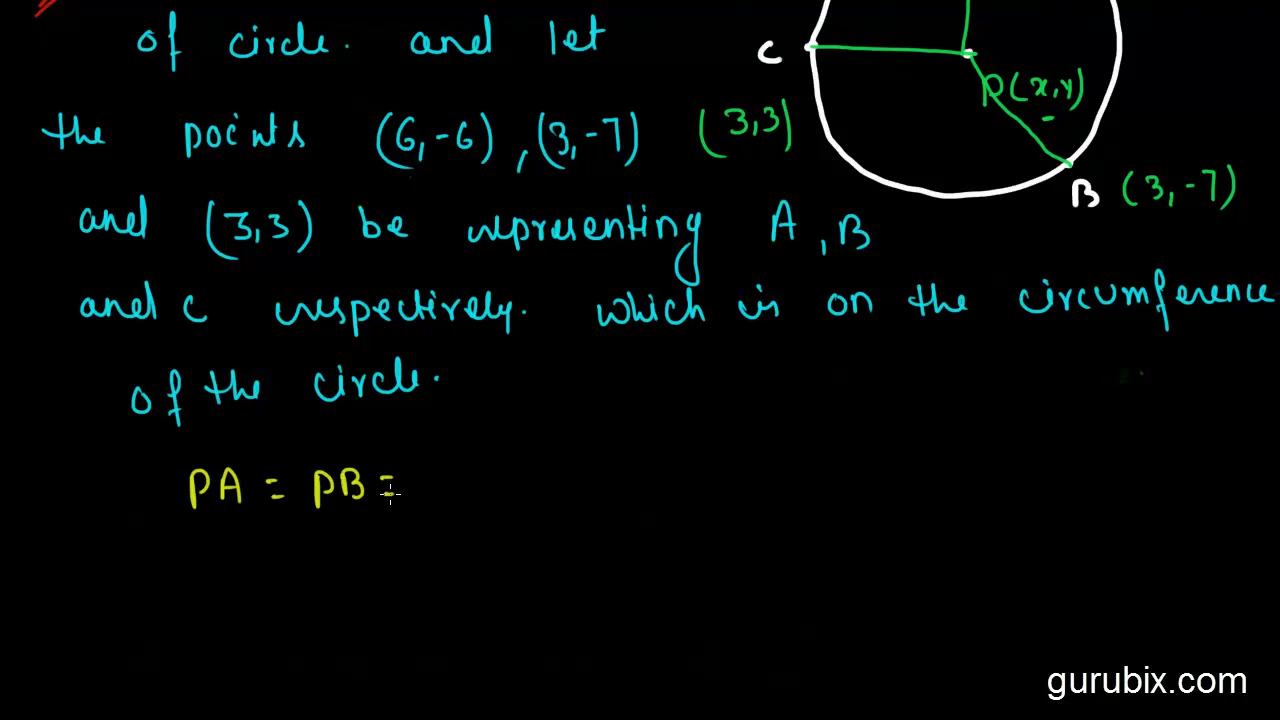 of circle. and let
C
P(x,y)
the points (6,-6), (3,-7) (3,3)
B (3,-7)
and (3,3) be representing A, B
and C respectively. which is on the circumference
of the circle.
PA = PB =
gurubix.com